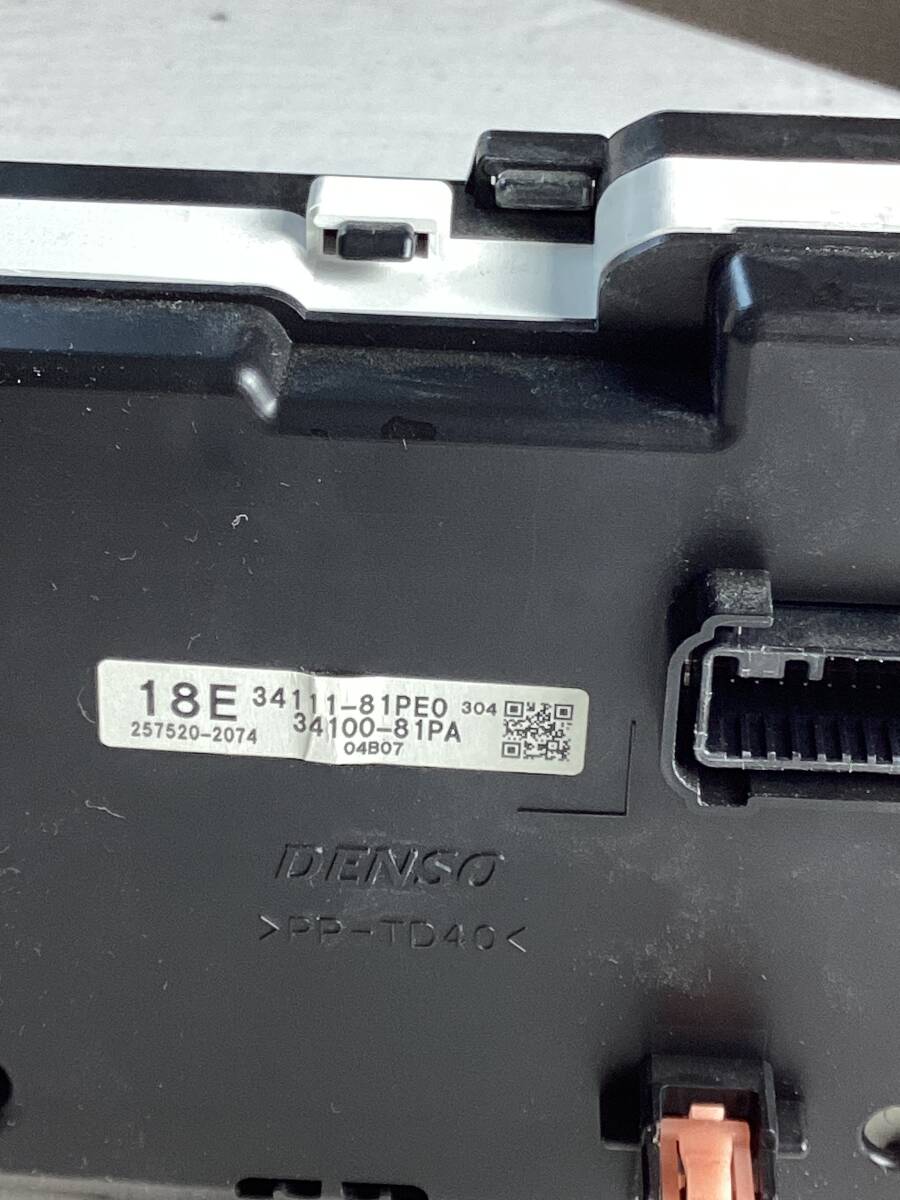 18E 34111-81PE0 304
257520-2074 34100-81PA
04B07
DENSO
>PP-TD40<